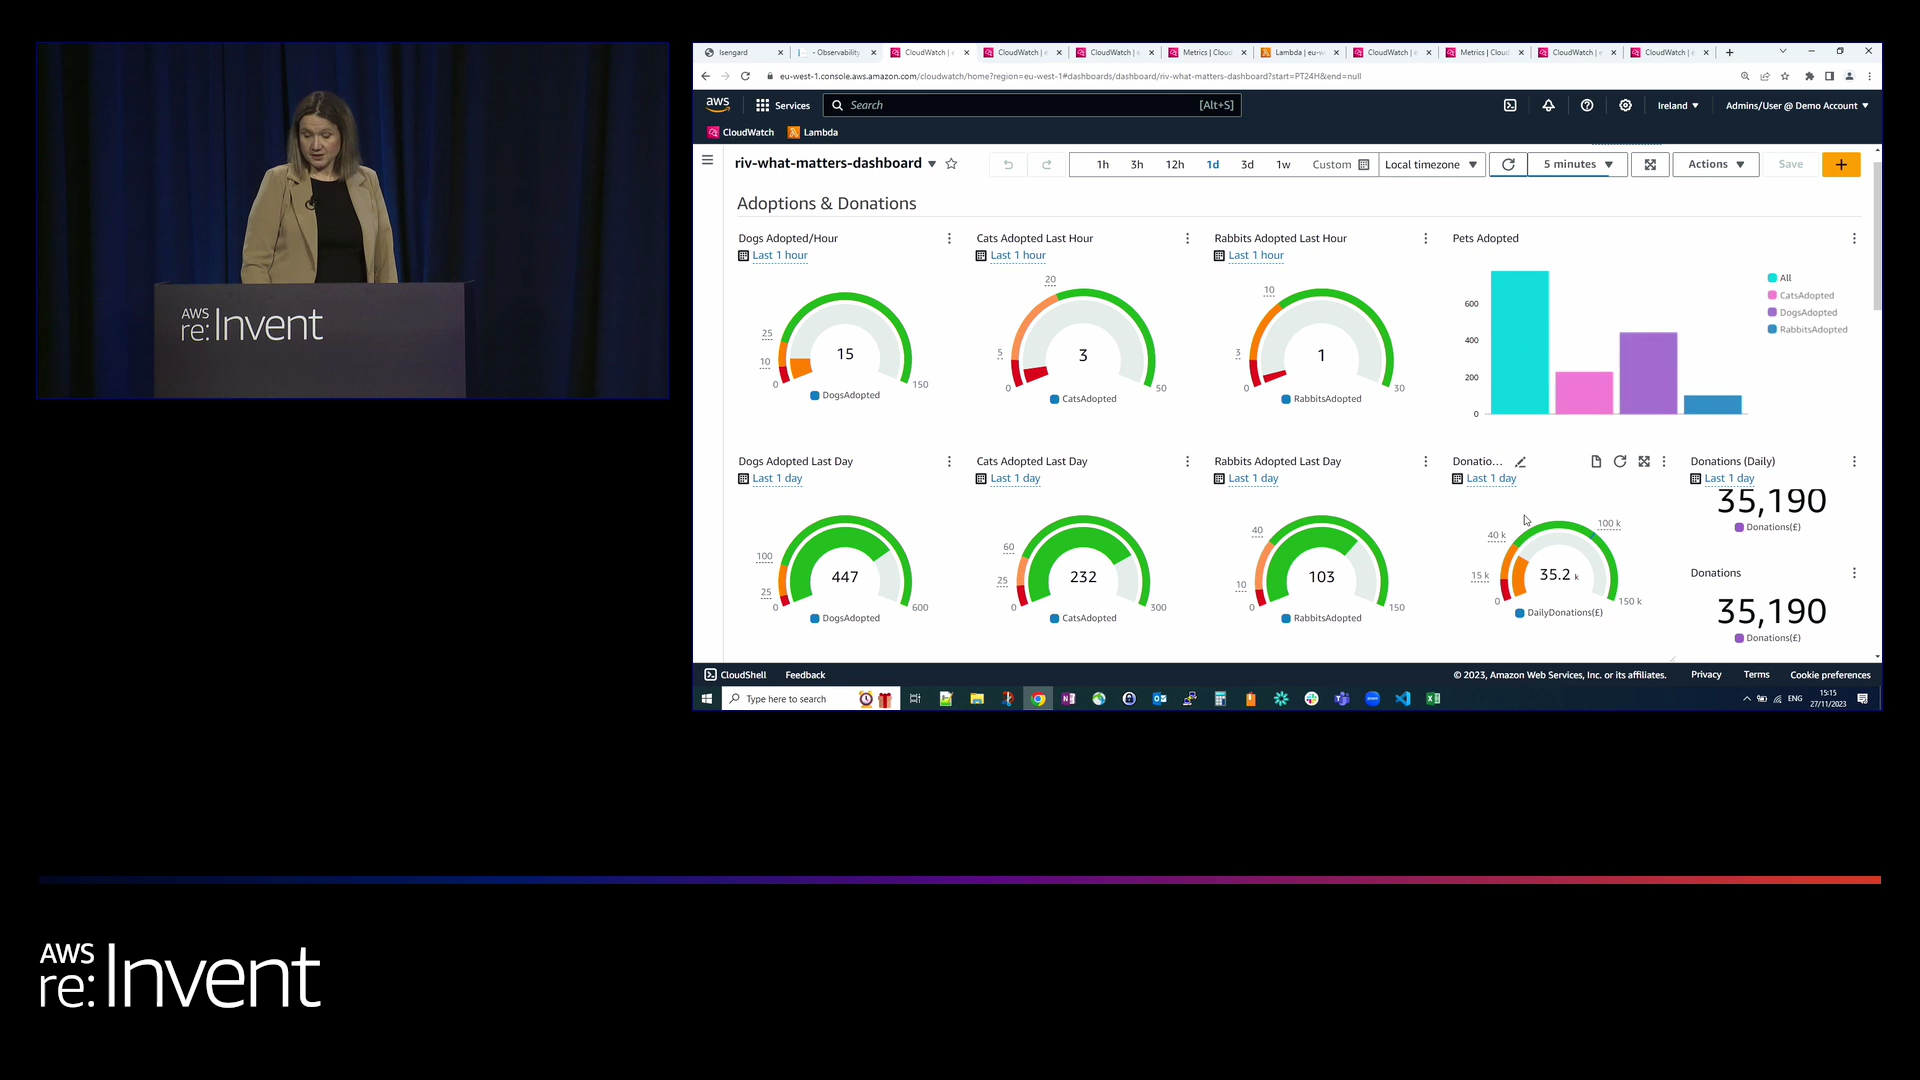 AWS
re:Invent
Isengard
- Observability
CloudWatch | e
CloudWatch | e
CloudWatch | e
Metrics | Cloud
Lambda | eu-w
CloudWatch | e
Metrics | Cloud
CloudWatch | e
CloudWatch | e
eu-west-1.console.aws.amazon.com/cloudwatch/home?region=eu-west-1#dashboards/dashboard/riv-what-matters-dashboard?start=PT24H&end=null
aws
Services
Search
[Alt+S]
Ireland
Admins/User @ Demo Account
CloudWatch
Lambda
riv-what-matters-dashboard
1h
3h
12h
1d
3d
1w
Custom
Local timezone
5 minutes
Actions
Save
Adoptions & Donations
Dogs Adopted/Hour
Last 1 hour
25
10
0
15
150
DogsAdopted
Cats Adopted Last Hour
Last 1 hour
20
5
0
3
50
CatsAdopted
Rabbits Adopted Last Hour
Last 1 hour
10
3
0
1
30
RabbitsAdopted
Pets Adopted
600
400
200
0
All
CatsAdopted
DogsAdopted
RabbitsAdopted
Dogs Adopted Last Day
Last 1 day
100
25
0
447
600
DogsAdopted
Cats Adopted Last Day
Last 1 day
60
25
0
232
300
CatsAdopted
Rabbits Adopted Last Day
Last 1 day
40
10
0
103
150
RabbitsAdopted
Donatio...
Last 1 day
100 k
40 k
15 k
0
35.2 k
150 k
DailyDonations(£)
Donations (Daily)
Last 1 day
35,190
Donations(£)
Donations
35,190
Donations(£)
CloudShell
Feedback
© 2023, Amazon Web Services, Inc. or its affiliates.
Privacy
Terms
Cookie preferences
Type here to search
ENG
15:15
27/11/2023
AWS
re:Invent